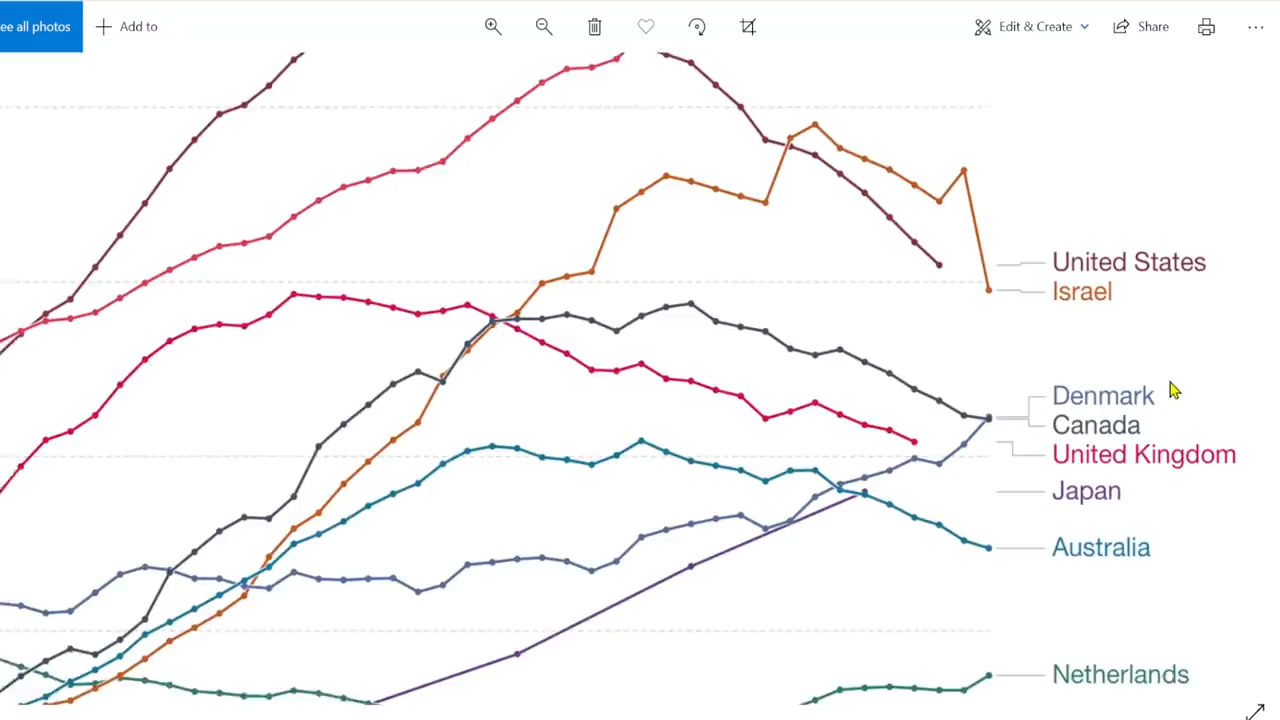 ee all photos
Add to
Edit & Create
Share
United States
Israel
Denmark
Canada
United Kingdom
Japan
Australia
Netherlands